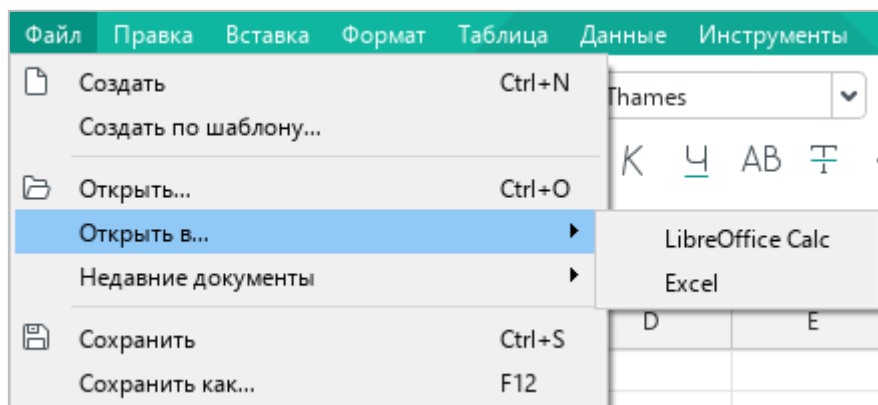 Файл Правка Вставка Формат Таблица Данные Инструменты
Создать Ctrl+N
Thames
Создать по шаблону...
К Ч АВ Т
Открыть... Ctrl+O
Открыть в...
LibreOffice Calc
Недавние документы
Excel
D E
Сохранить Ctrl+S
Сохранить как... F12